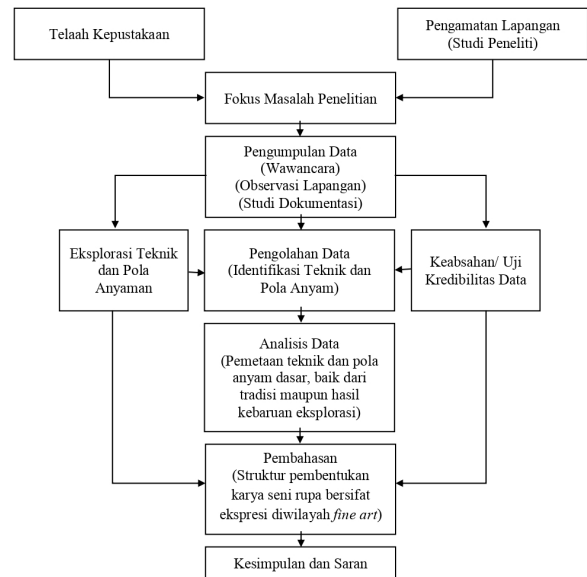 Telaah Kepustakaan
Pengamatan Lapangan
(Studi Peneliti)
Fokus Masalah Penelitian
Pengumpulan Data
(Wawancara)
(Observasi Lapangan)
(Studi Dokumentasi)
Eksplorasi Teknik
dan Pola
Anyaman
Pengolahan Data
(Identifikasi Teknik dan
Pola Anyam)
Keabsahan/ Uji
Kredibilitas Data
Analisis Data
(Pemetaan teknik dan pola
anyam dasar, baik dari
tradisi maupun hasil
kebaruan eksplorasi)
Pembahasan
(Struktur pembentukan
karya seni rupa bersifat
ekspresi diwilayah fine art)
Kesimpulan dan Saran